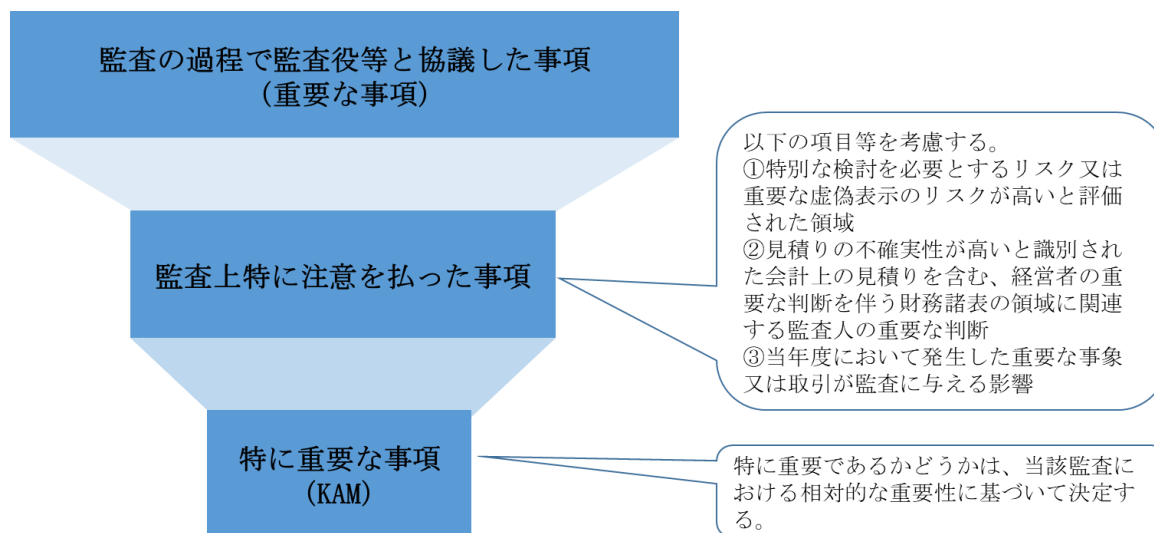 監査の過程で監査役等と協議した事項
(重要な事項)
以下の項目等を考慮する。
①特別な検討を必要とするリスク又は
重要な虚偽表示のリスクが高いと評価
された領域
②見積りの不確実性が高いと識別され
た会計上の見積りを含む、経営者の重
要な判断を伴う財務諸表の領域に関連
する監査人の重要な判断
③当年度において発生した重要な事象
又は取引が監査に与える影響
監査上特に注意を払った事項
特に重要な事項
(KAM)
特に重要であるかどうかは、当該監査に
おける相対的な重要性に基づいて決定す
る。